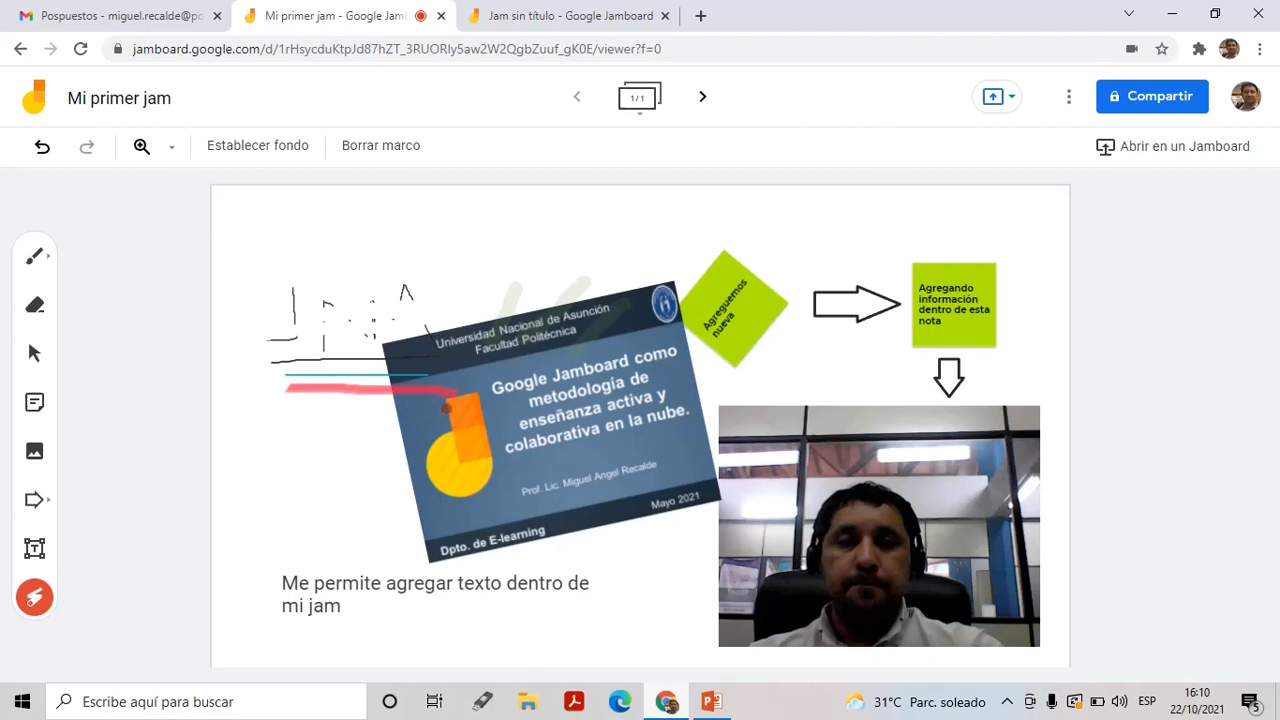 Pospuestos - miguel.recalde@po
Mi primer jam - Google Jamb
Jam sin título - Google Jamboard
jamboard.google.com/d/1rHsycduKtpJd87hZT_3RUORIy5aw2W2QgbZuuf_gK0E/viewer?f=0
Mi primer jam
1/1
Compartir
Establecer fondo
Borrar marco
Abrir en un Jamboard
Universidad Nacional de Asunción
Facultad Politécnica
Google Jamboard como
metodología de
enseñanza activa y
colaborativa en la nube.
Prof. Lic. Miguel Angel Recalde
Mayo 2021
Dpto. de E-learning
Agreguemos
nueva
Agregando
información
dentro de esta
nota
Me permite agregar texto dentro de
mi jam
Escribe aquí para buscar
31°C Parc. soleado
ESP
16:10
22/10/2021
5